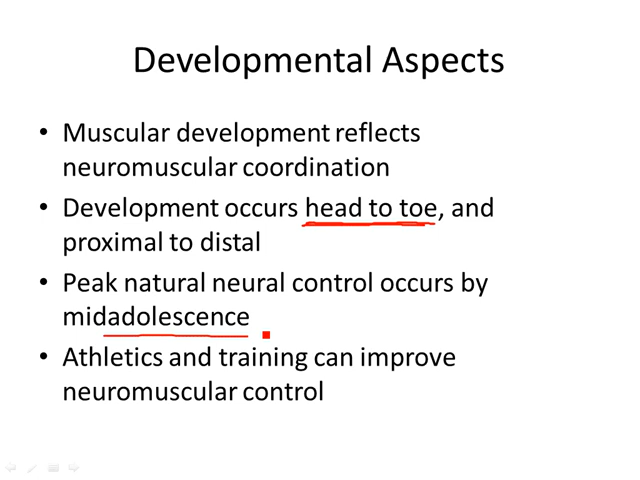 Developmental Aspects
• Muscular development reflects
neuromuscular coordination
• Development occurs head to toe, and
proximal to distal
• Peak natural neural control occurs by
midadolescence
• Athletics and training can improve
neuromuscular control